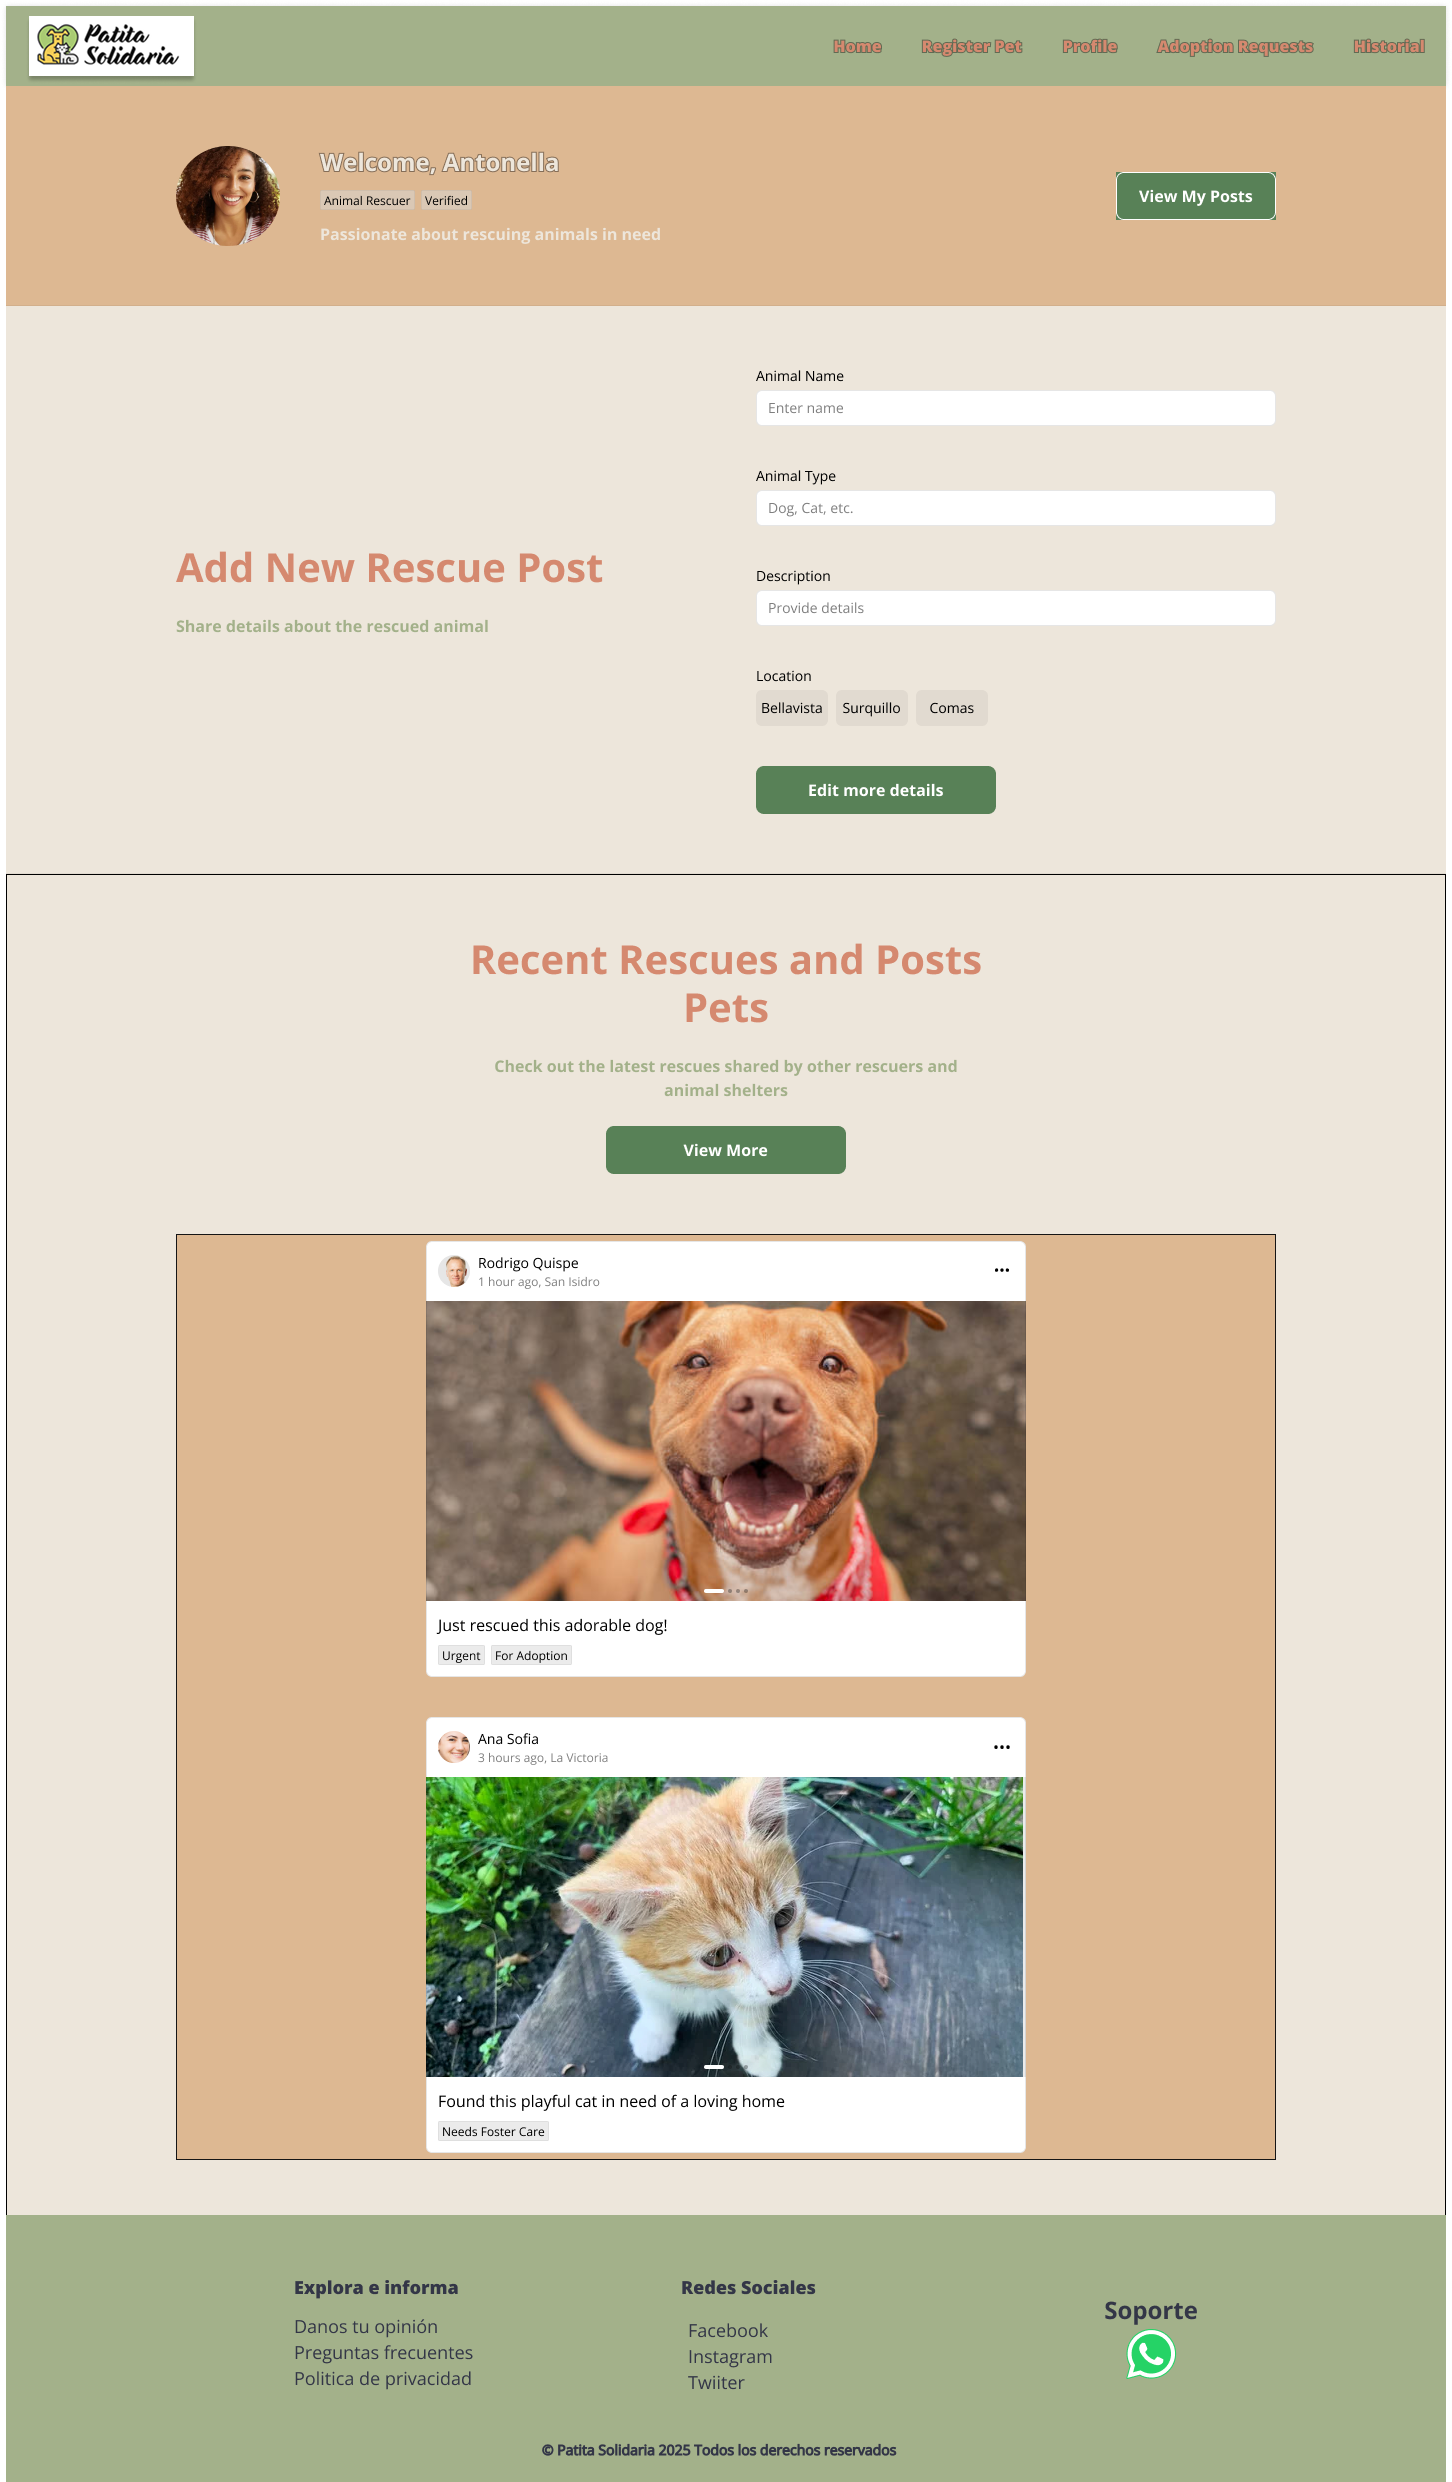 Patita
Solidaria
Home Register Pet Profile Adoption Requests Historial
Welcome, Antonella
Animal Rescuer Verified
Passionate about rescuing animals in need
View My Posts
Add New Rescue Post
Share details about the rescued animal
Animal Name
Enter name
Animal Type
Dog, Cat, etc.
Description
Provide details
Location
Bellavista Surquillo Comas
Edit more details
Recent Rescues and Posts
Pets
Check out the latest rescues shared by other rescuers and
animal shelters
View More
Rodrigo Quispe
1 hour ago, San Isidro
Just rescued this adorable dog!
Urgent For Adoption
Ana Sofia
3 hours ago, La Victoria
Found this playful cat in need of a loving home
Needs Foster Care
Explora e informa
Danos tu opinión
Preguntas frecuentes
Politica de privacidad
Redes Sociales
Facebook
Instagram
Twiiter
Soporte
© Patita Solidaria 2025 Todos los derechos reservados